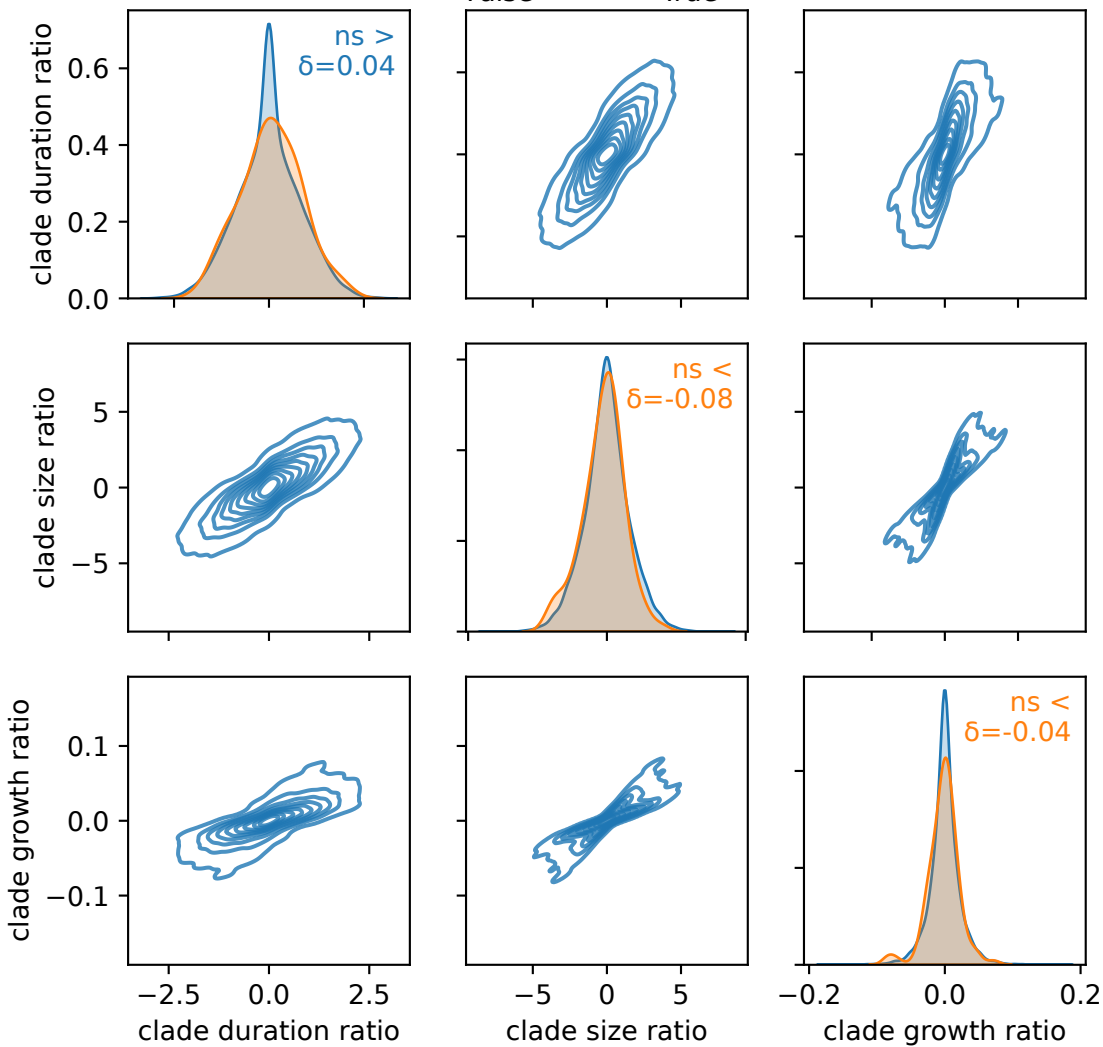 clade duration ratio
0.6
0.4
0.2
0.0
ns >
δ=0.04
clade size ratio
5
0
−5
ns <
δ=-0.08
clade growth ratio
0.1
0.0
−0.1
ns <
δ=-0.04
−2.5
0.0
2.5
−5
0
5
−0.2
0.0
0.2
clade duration ratio
clade size ratio
clade growth ratio